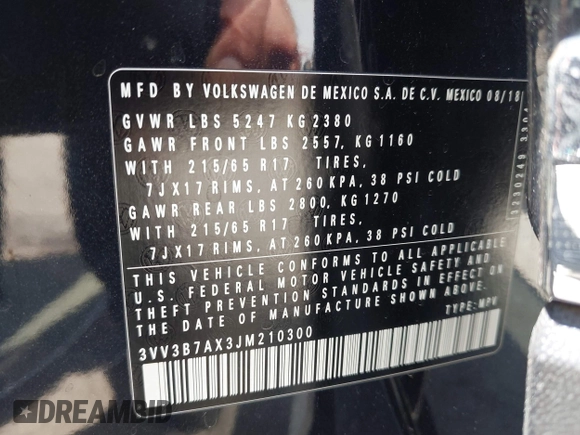 MFD BY VOLKSWAGEN DE MEXICO S.A. DE C.V. MEXICO 08/18
GVWR LBS 5247 KG 2380
GAWR FRONT LBS 2557, KG 1160
WITH 215/65 R17 TIRES,
7JX17 RIMS, AT 260 KPA, 38 PSI COLD
GAWR REAR LBS 2800, KG 1270
WITH 215/65 R17 TIRES,
7JX17 RIMS, AT 260 KPA, 38 PSI COLD
THIS VEHICLE CONFORMS TO ALL APPLICABLE
U.S. FEDERAL MOTOR VEHICLE SAFETY AND
THEFT PREVENTION STANDARDS IN EFFECT ON
THE DATE OF MANUFACTURE SHOWN ABOVE.
3VV3B7AX3JM210300 TYPE: MPV
DREAMBID